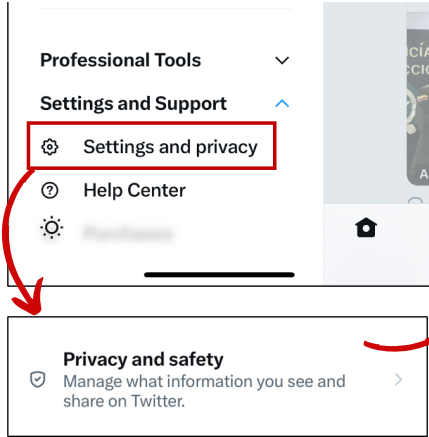 Professional Tools
Settings and Support
Settings and privacy
Help Center
Privacy and safety
Manage what information you see and
share on Twitter.